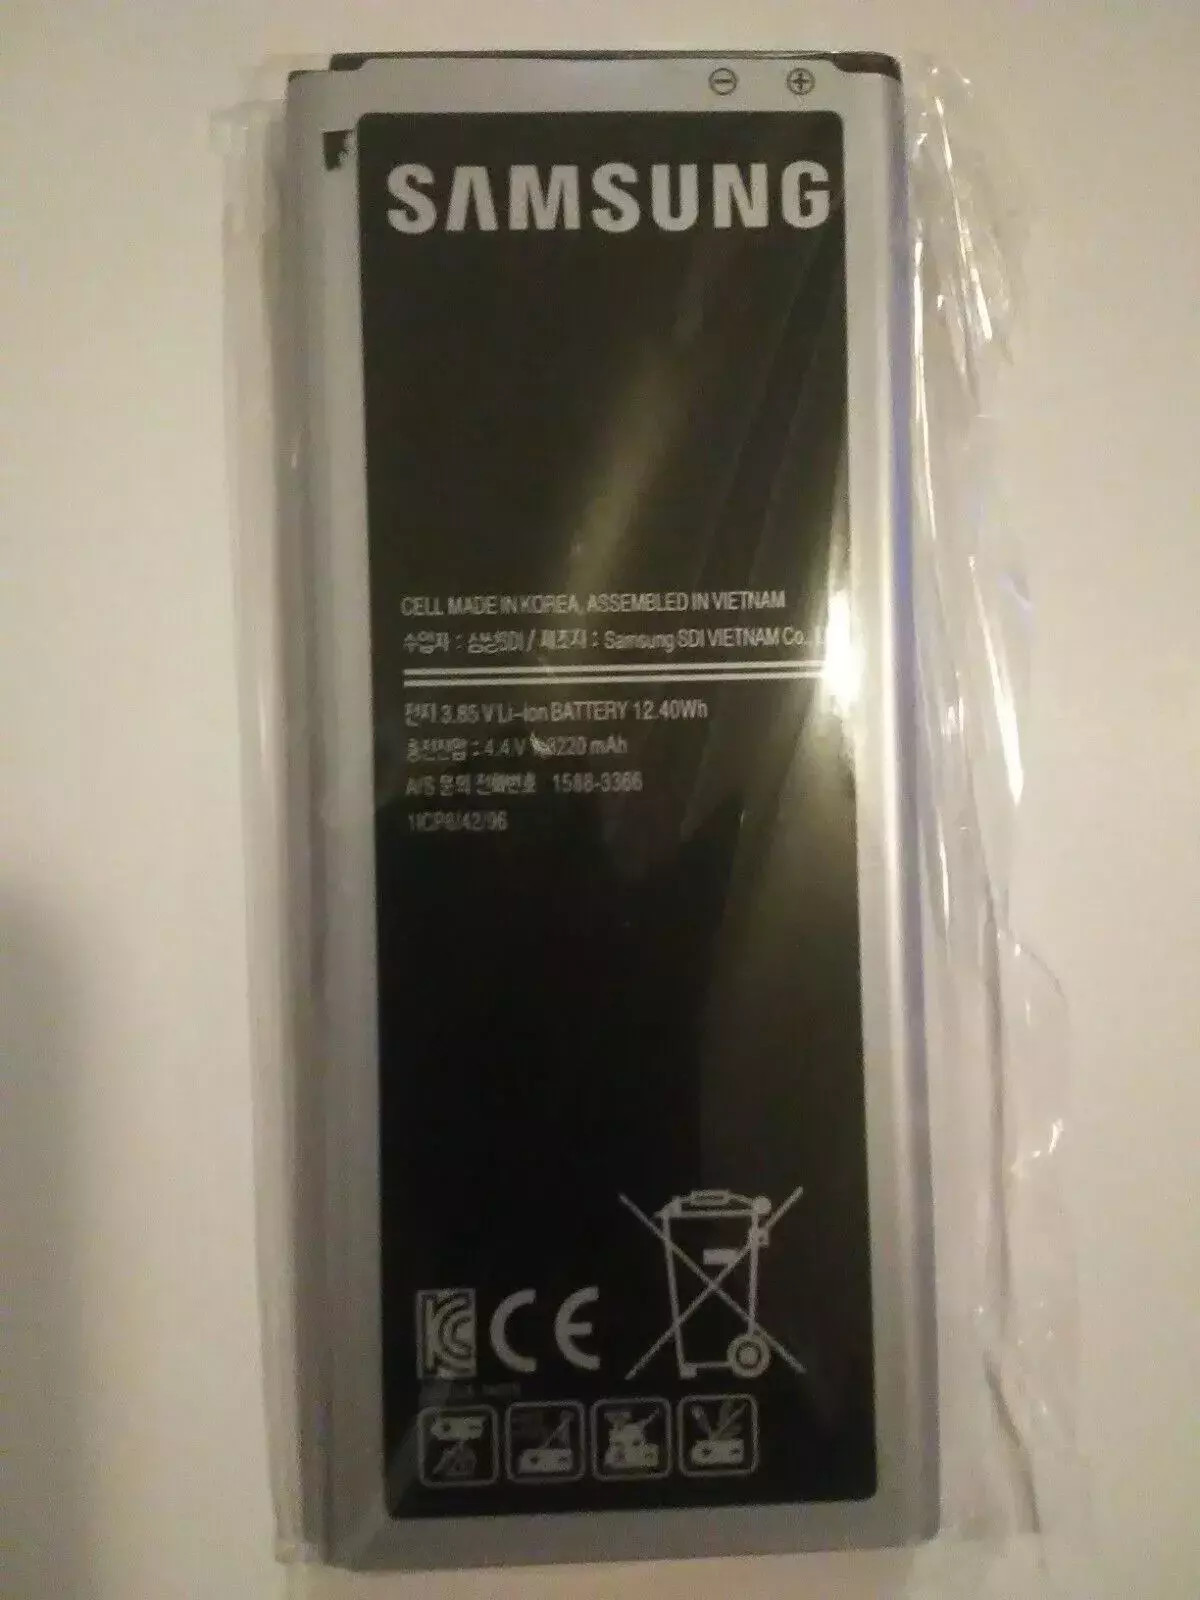 SAMSUNG
CELL MADE IN KOREA, ASSEMBLED IN VIETNAM
수입자 : 삼성SDI / 제조자 : Samsung SDI VIETNAM Co.,
전지 3.85 V Li-ion BATTERY 12.40Wh
충전전압 : 4.4 V 3220 mAh
A/S 문의 전화번호 1588-3366
1ICP6/42/96
KC CE